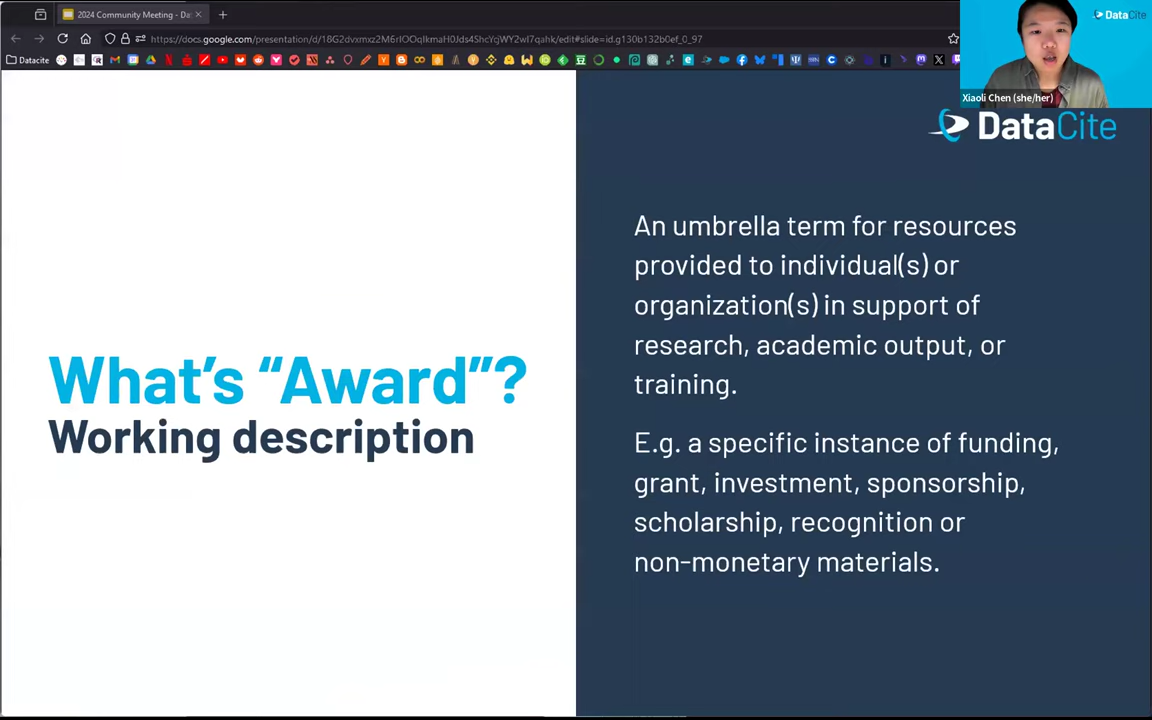 2024 Community Meeting - Da
https://docs.google.com/presentation/d/18G2dvxmxz2M6rIOOqIkmaH0Jds4ShcYqjWY2wI7qahk/edit#slide=id.g130b132b0ef_0_97
Datacite
DataCite
Xiaoli Chen (she/her)
DataCite
What's “Award”?
Working description
An umbrella term for resources
provided to individual(s) or
organization(s) in support of
research, academic output, or
training.
E.g. a specific instance of funding,
grant, investment, sponsorship,
scholarship, recognition or
non-monetary materials.